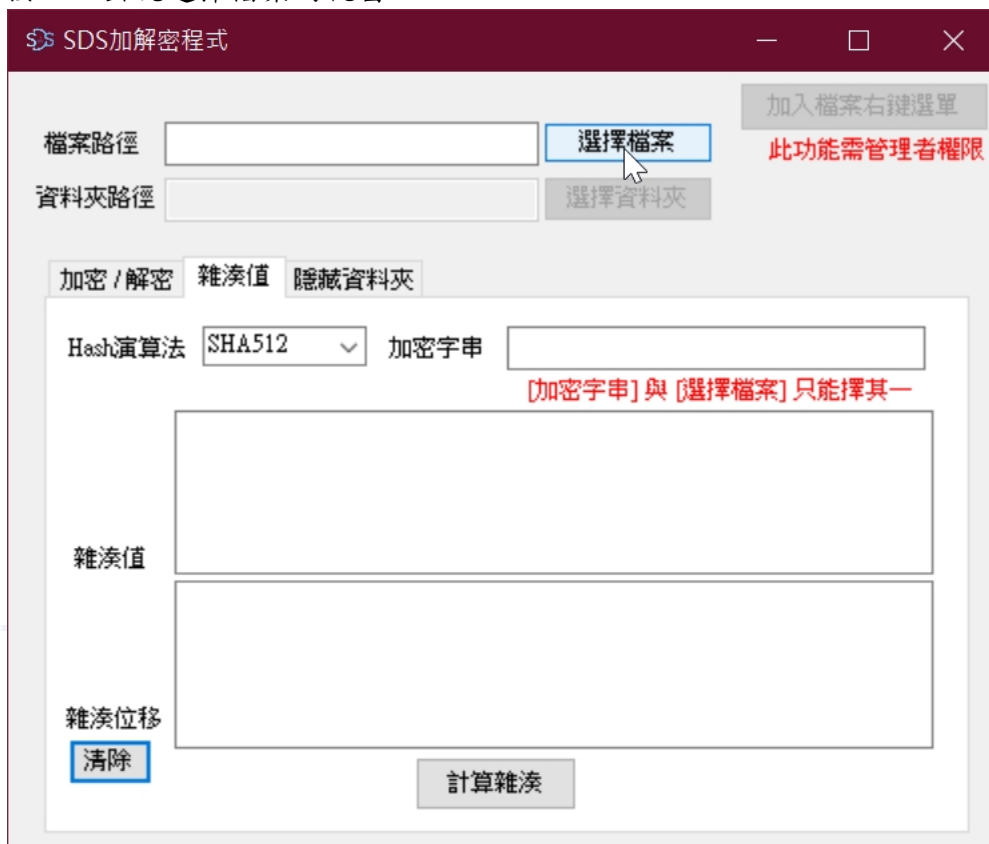 SDS加解密程式
加入檔案右鍵選單
檔案路徑
選擇檔案
此功能需管理者權限
資料夾路徑
選擇資料夾
加密 / 解密
雜湊值
隱藏資料夾
Hash演算法
SHA512
加密字串
[加密字串] 與 [選擇檔案] 只能擇其一
雜湊值
雜湊位移
清除
計算雜湊